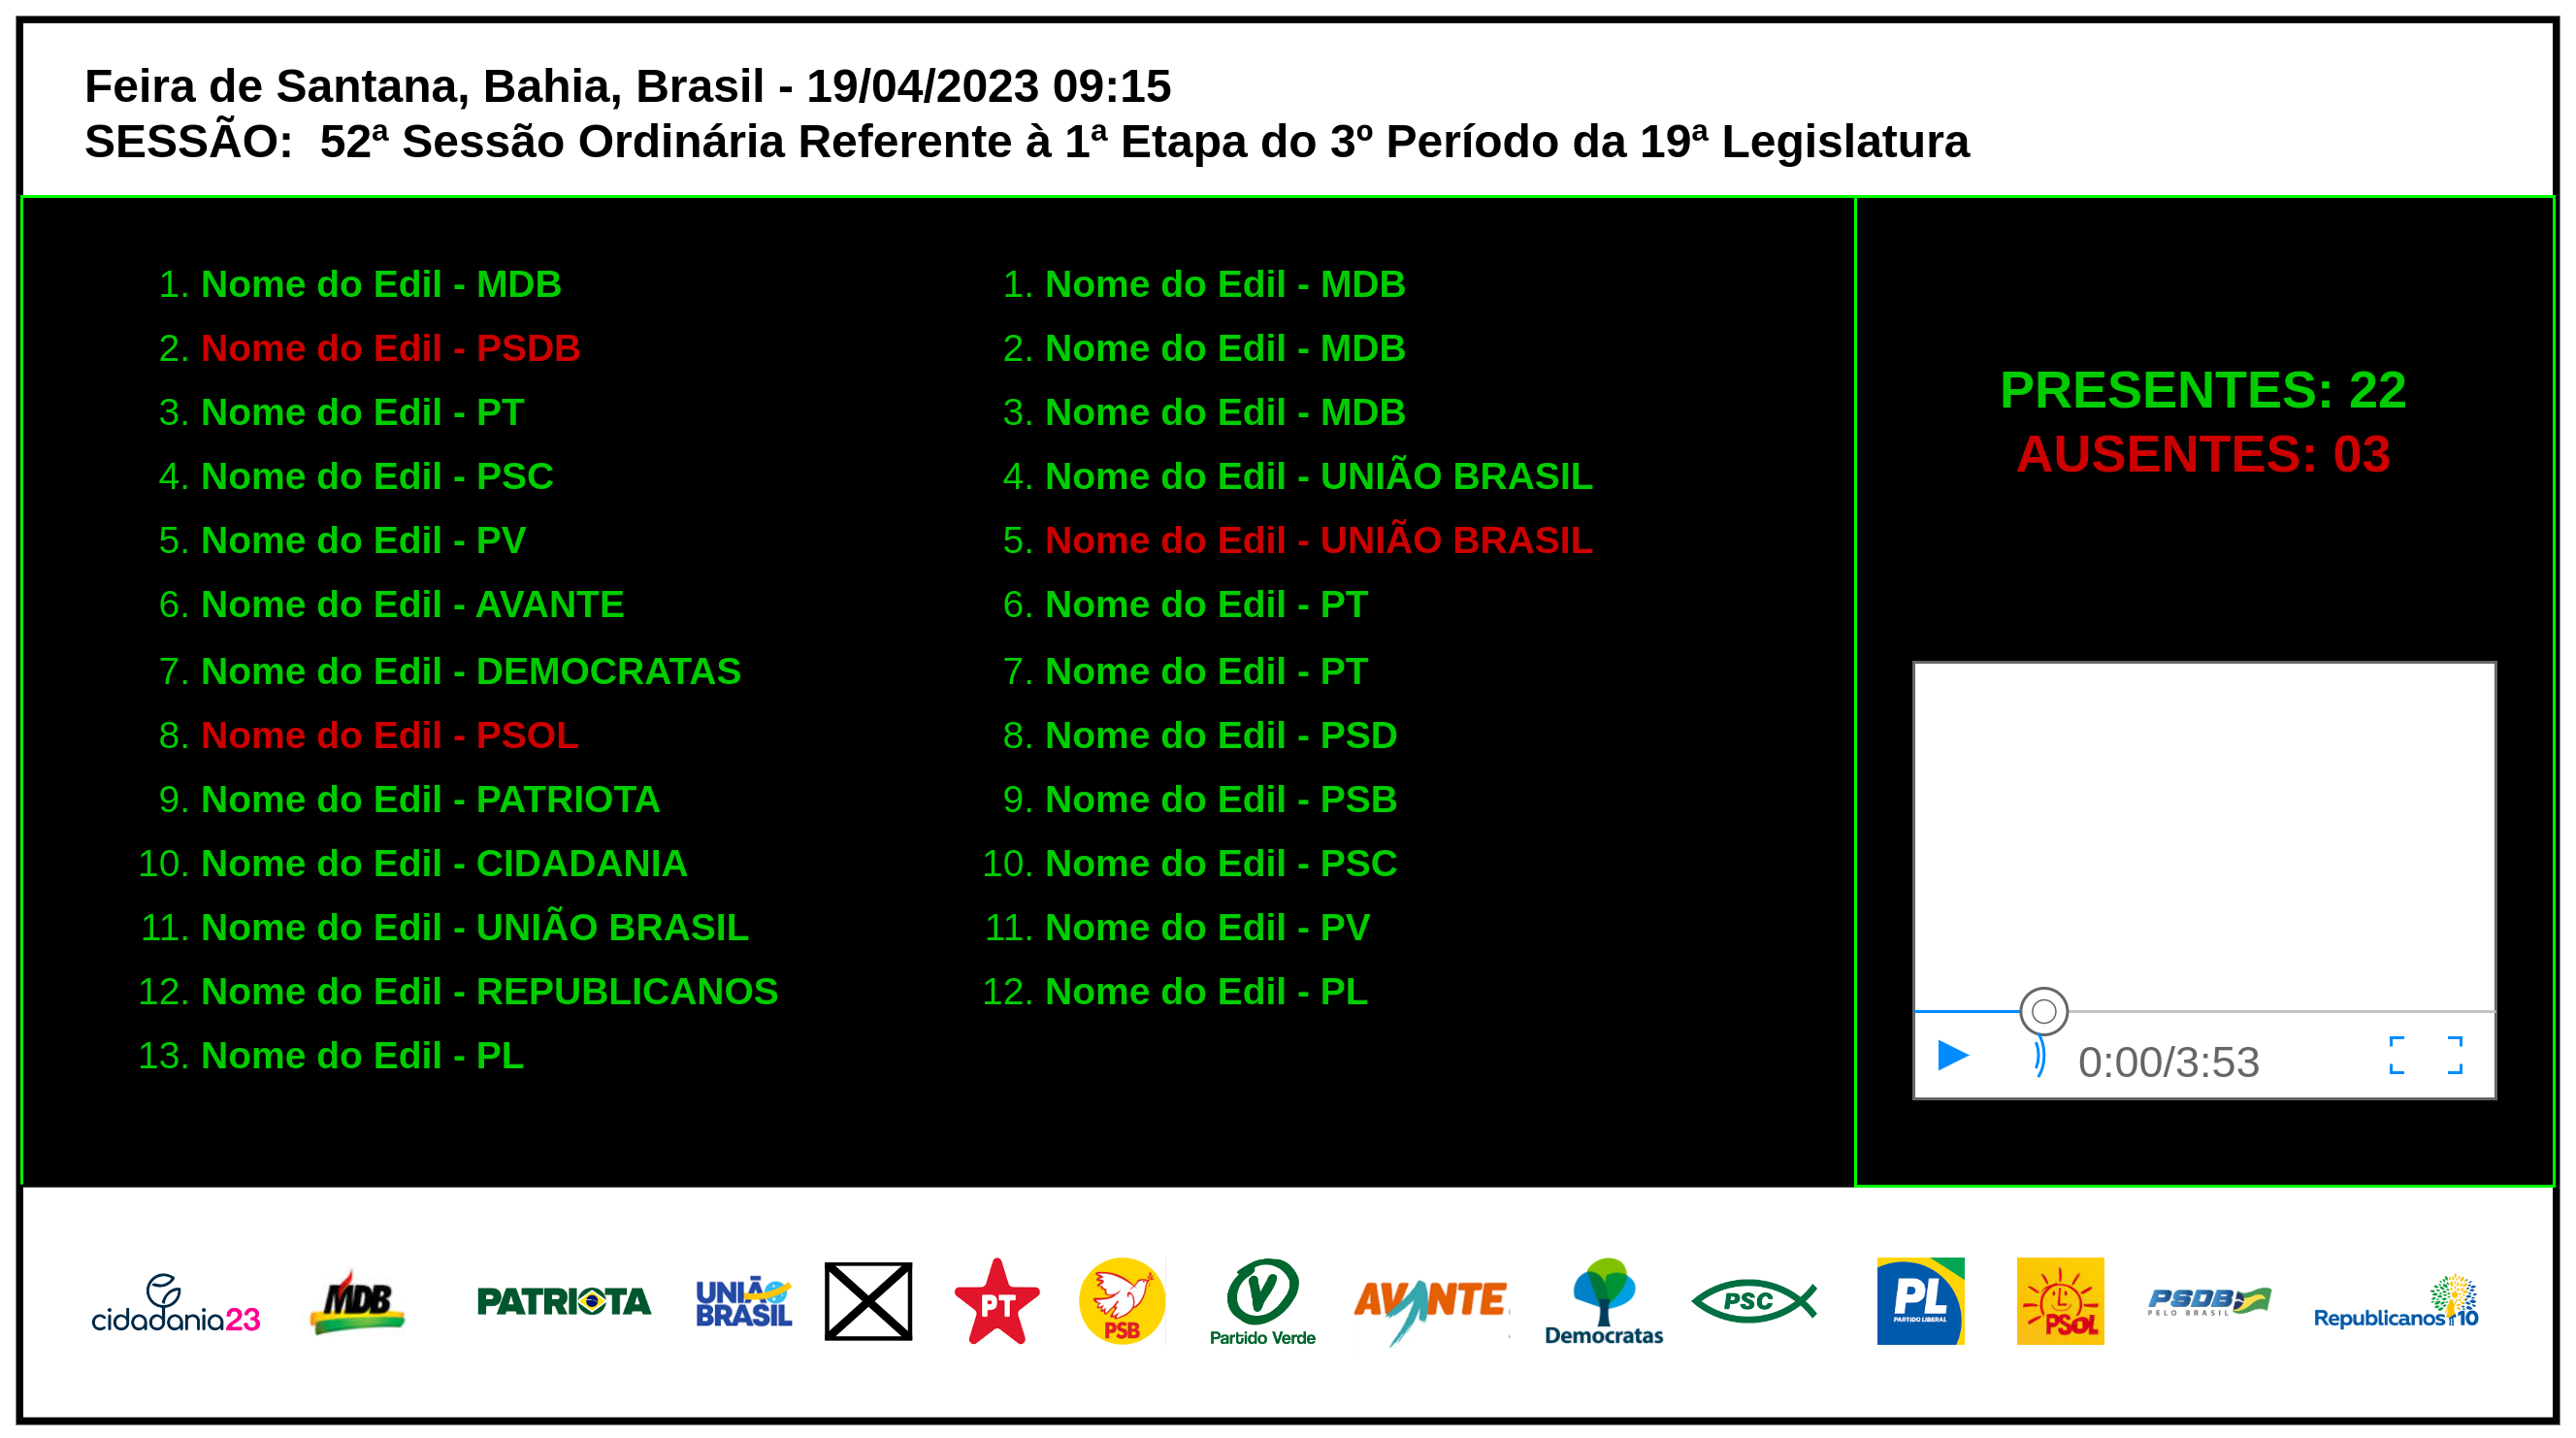 Feira de Santana, Bahia, Brasil - 19/04/2023 09:15
SESSÃO:  52ª Sessão Ordinária Referente à 1ª Etapa do 3º Período da 19ª Legislatura
1. Nome do Edil - MDB
2. Nome do Edil - PSDB
3. Nome do Edil - PT
4. Nome do Edil - PSC
5. Nome do Edil - PV
6. Nome do Edil - AVANTE
7. Nome do Edil - DEMOCRATAS
8. Nome do Edil - PSOL
9. Nome do Edil - PATRIOTA
10. Nome do Edil - CIDADANIA
11. Nome do Edil - UNIÃO BRASIL
12. Nome do Edil - REPUBLICANOS
13. Nome do Edil - PL
1. Nome do Edil - MDB
2. Nome do Edil - MDB
3. Nome do Edil - MDB
4. Nome do Edil - UNIÃO BRASIL
5. Nome do Edil - UNIÃO BRASIL
6. Nome do Edil - PT
7. Nome do Edil - PT
8. Nome do Edil - PSD
9. Nome do Edil - PSB
10. Nome do Edil - PSC
11. Nome do Edil - PV
12. Nome do Edil - PL
PRESENTES: 22
AUSENTES: 03
0:00/3:53
cidadania23
MDB
PATRIOTA
UNIÃO
BRASIL
PT
PSB
Partido Verde
AVANTE
Democratas
PSC
PL
PARTIDO LIBERAL
PSOL
PSDB
PELO BRASIL
Republicanos 10